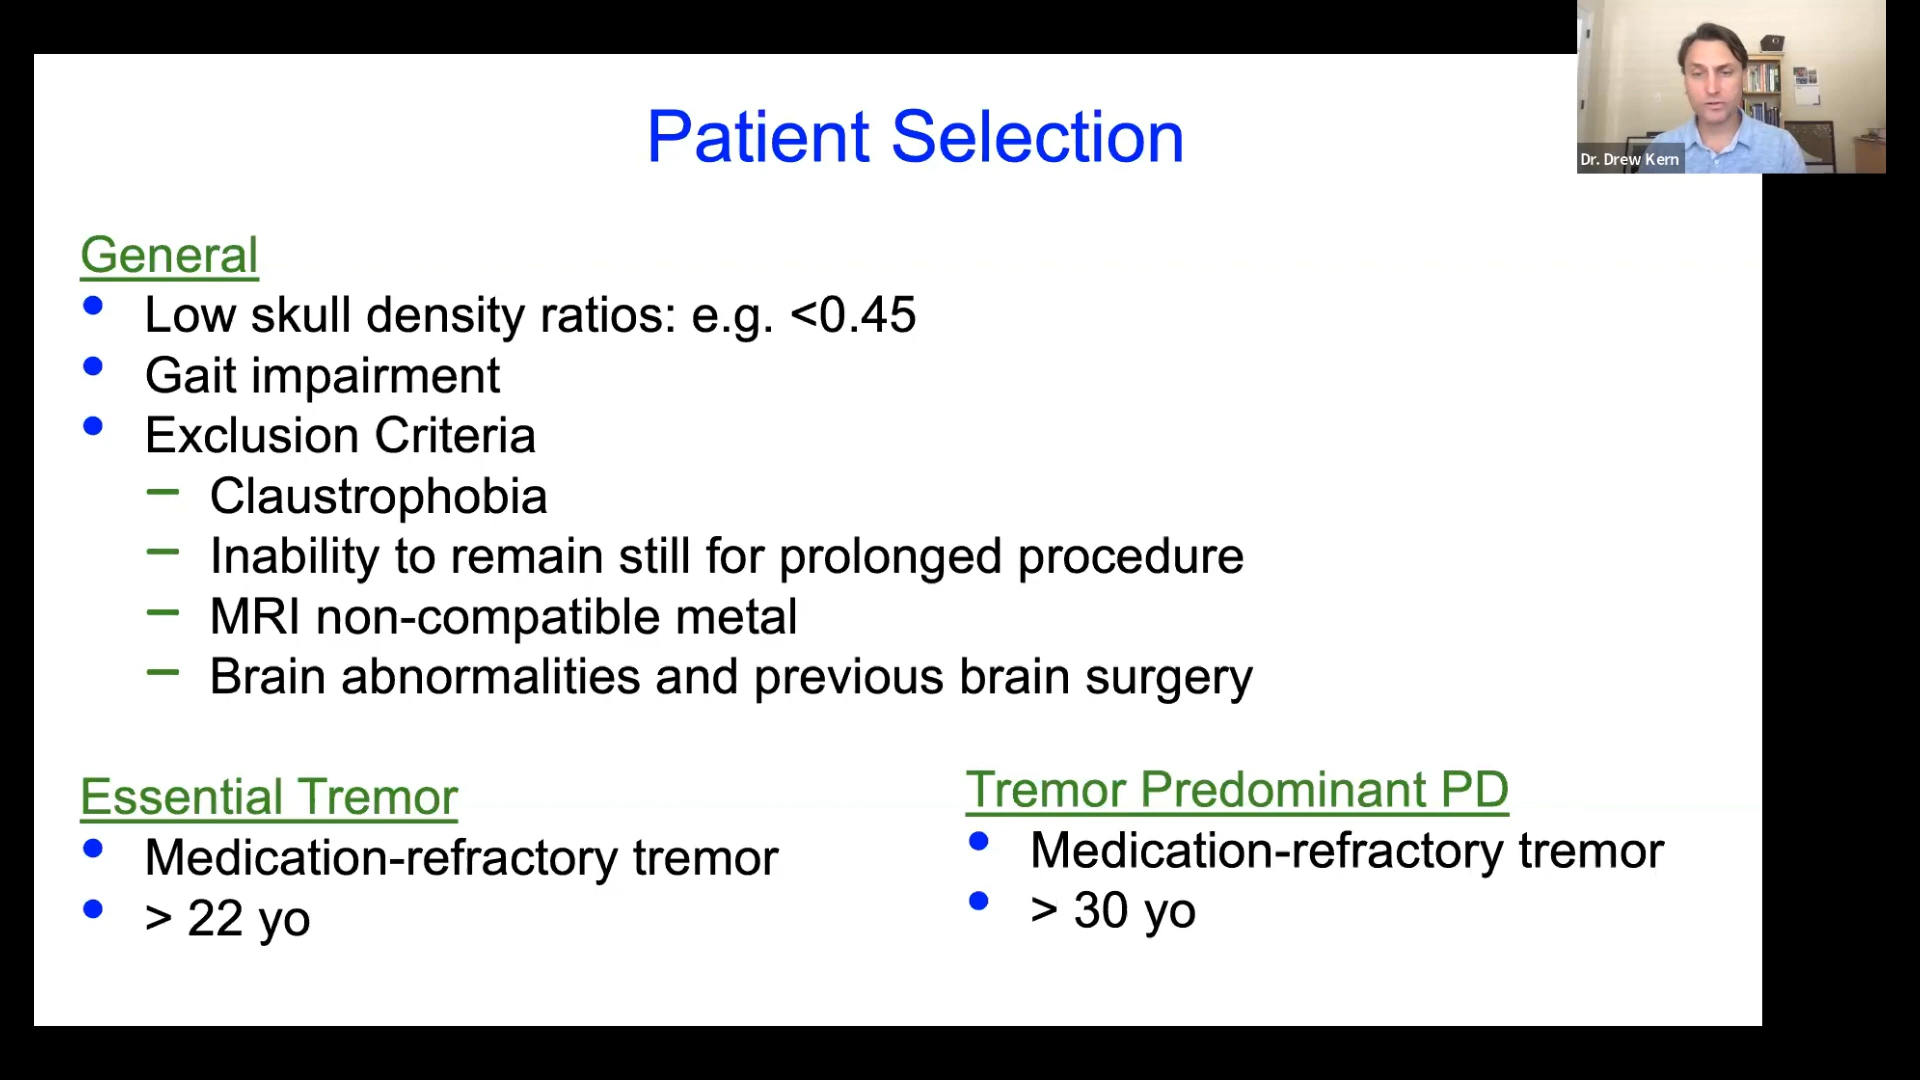 Patient Selection
Dr. Drew Kern
General
• Low skull density ratios: e.g. <0.45
• Gait impairment
• Exclusion Criteria
– Claustrophobia
– Inability to remain still for prolonged procedure
– MRI non-compatible metal
– Brain abnormalities and previous brain surgery
Essential Tremor
• Medication-refractory tremor
• > 22 yo
Tremor Predominant PD
• Medication-refractory tremor
• > 30 yo